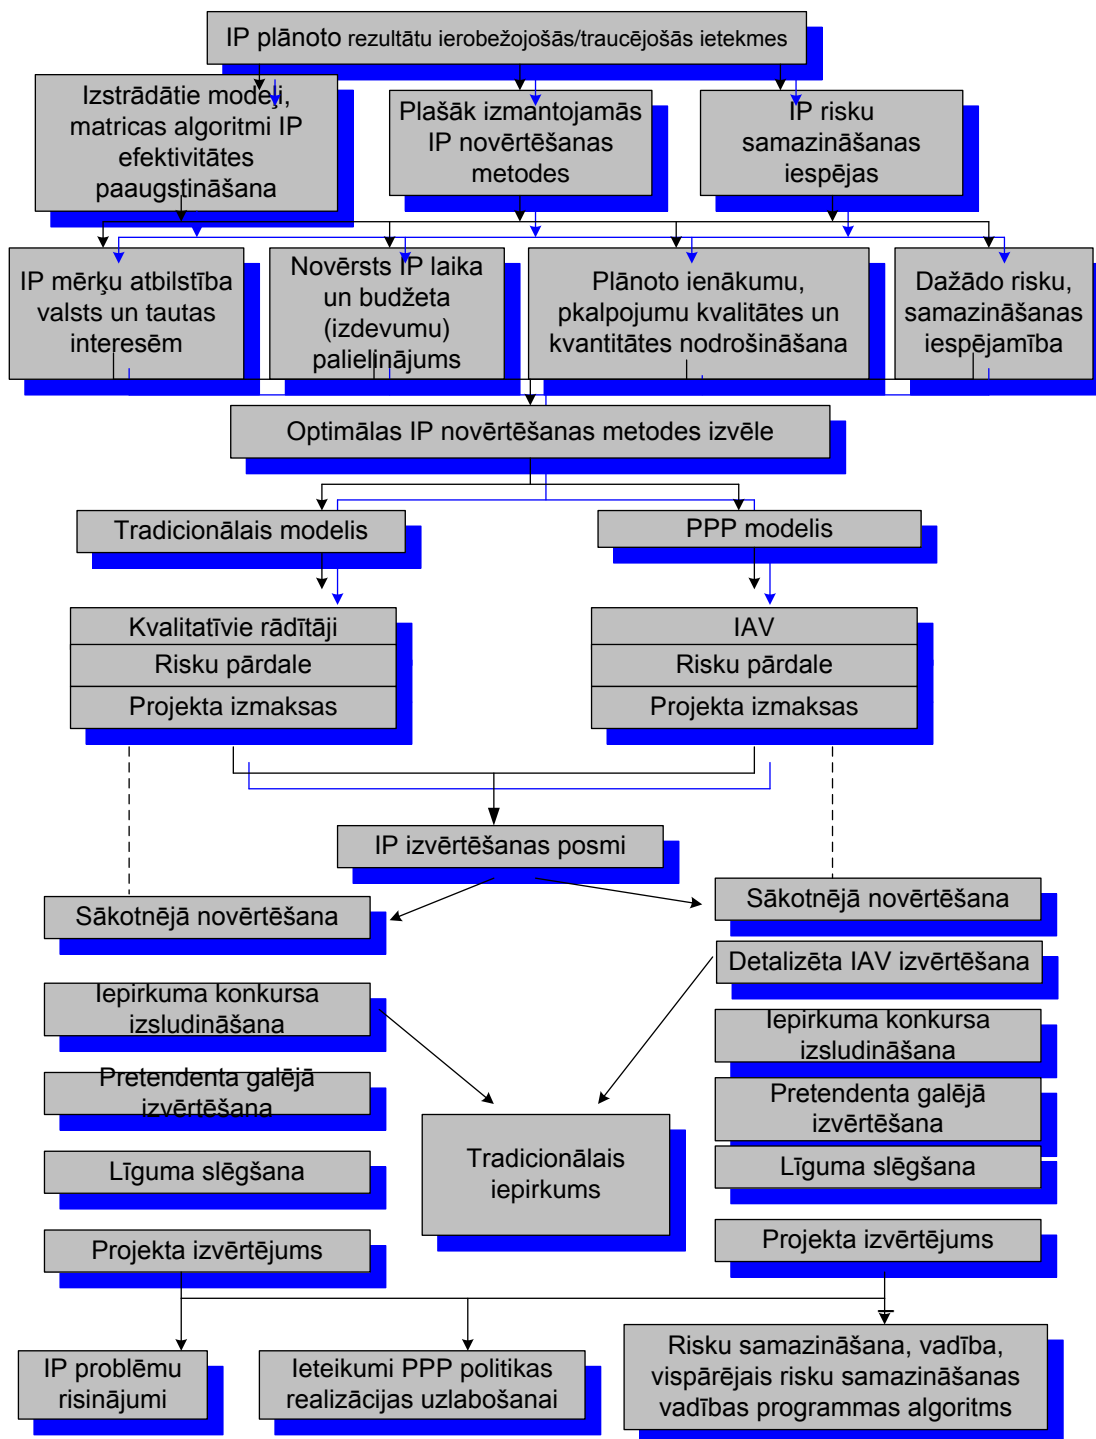 IP plānoto rezultātu ierobežojošās/traucējošās ietekmes
Izstrādātie modeļi,
matricas algoritmi IP
efektivitātes
paaugstināšana
Plašāk izmantojamās
IP novērtēšanas
metodes
IP risku
samazināšanas
iespējas
IP mērķu atbilstība
valsts un tautas
interesēm
Novērsts IP laika
un budžeta
(izdevumu)
palielinājums
Plānoto ienākumu,
pkalpojumu kvalitātes un
kvantitātes nodrošināšana
Dažādo risku,
samazināšanas
iespējamība
Optimālas IP novērtēšanas metodes izvēle
Tradicionālais modelis
PPP modelis
Kvalitatīvie rādītāji
Risku pārdale
Projekta izmaksas
IAV
Risku pārdale
Projekta izmaksas
IP izvērtēšanas posmi
Sākotnējā novērtēšana
Iepirkuma konkursa
izsludināšana
Pretendenta galējā
izvērtēšana
Līguma slēgšana
Projekta izvērtējums
Tradicionālais
iepirkums
Sākotnējā novērtēšana
Detalizēta IAV izvērtēšana
Iepirkuma konkursa
izsludināšana
Pretendenta galējā
izvērtēšana
Līguma slēgšana
Projekta izvērtējums
IP problēmu
risinājumi
Ieteikumi PPP politikas
realizācijas uzlabošanai
Risku samazināšana, vadība,
vispārējais risku samazināšanas
vadības programmas algoritms